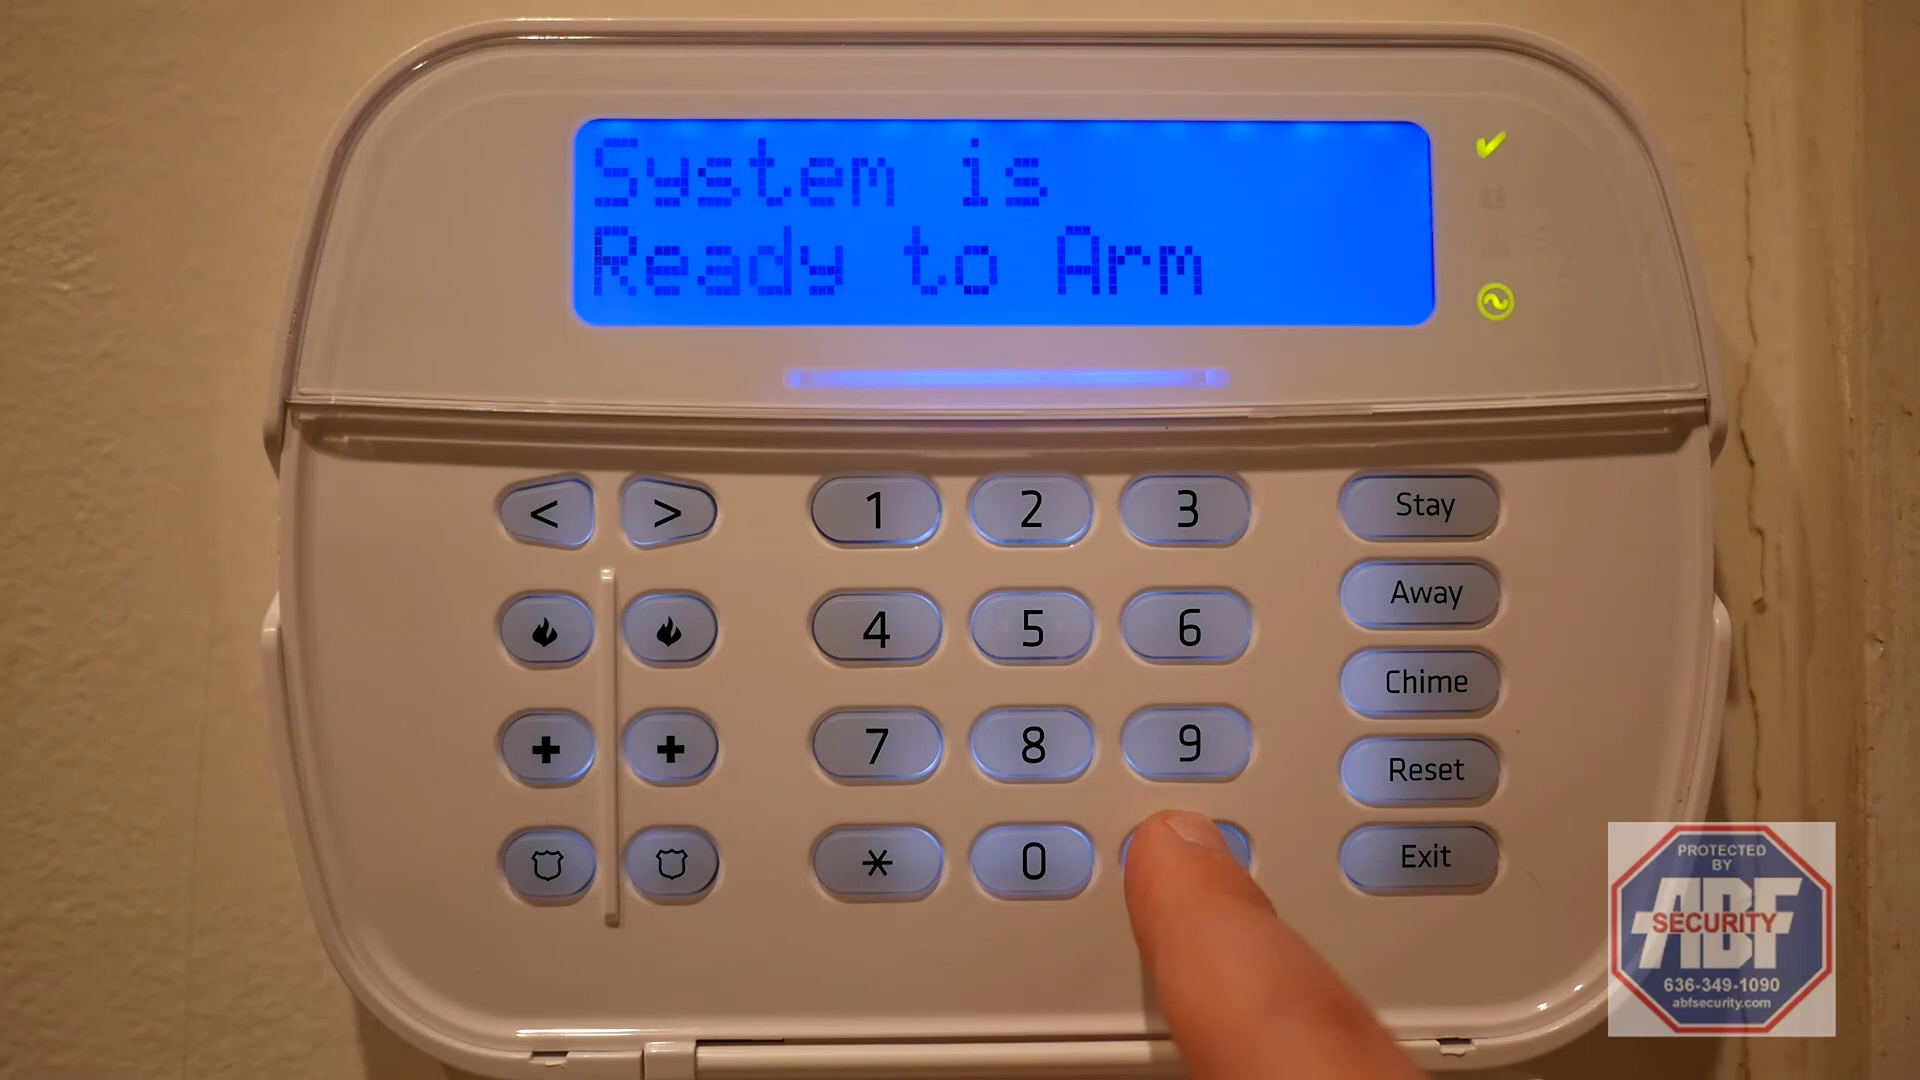 System is
Ready to Arm
< >
1 2 3
Stay
4 5 6
Away
Chime
7 8 9
Reset
* 0
Exit
PROTECTED
BY
ABF
SECURITY
636-349-1090
abfsecurity.com